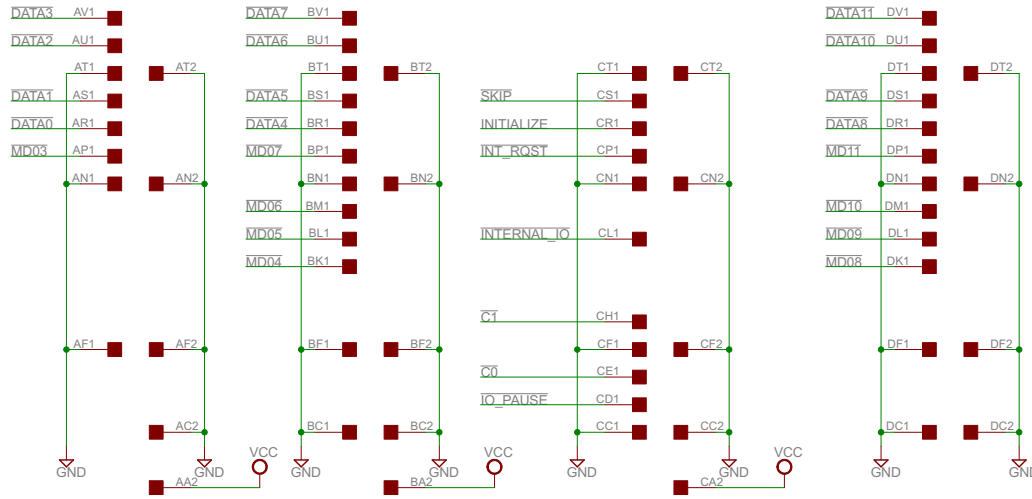 DATA3 AV1 DATA7 BV1 DATA11 DV1
DATA2 AU1 DATA6 BU1 DATA10 DU1
AT1 AT2 BT1 BT2 CT1 CT2 DT1 DT2
DATA1 AS1 DATA5 BS1 SKIP CS1 DATA9 DS1
DATA0 AR1 DATA4 BR1 INITIALIZE CR1 DATA8 DR1
MD03 AP1 MD07 BP1 INT_RQST CP1 MD11 DP1
AN1 AN2 BN1 BN2 CN1 CN2 DN1 DN2
MD06 BM1 MD10 DM1
MD05 BL1 INTERNAL_IO CL1 MD09 DL1
MD04 BK1 MD08 DK1
C1 CH1
AF1 AF2 BF1 BF2 CF1 CF2 DF1 DF2
C0 CE1
IO_PAUSE CD1
AC2 BC1 BC2 CC1 CC2 DC1 DC2
VCC VCC VCC
GND GND GND GND GND GND GND GND
AA2 BA2 CA2